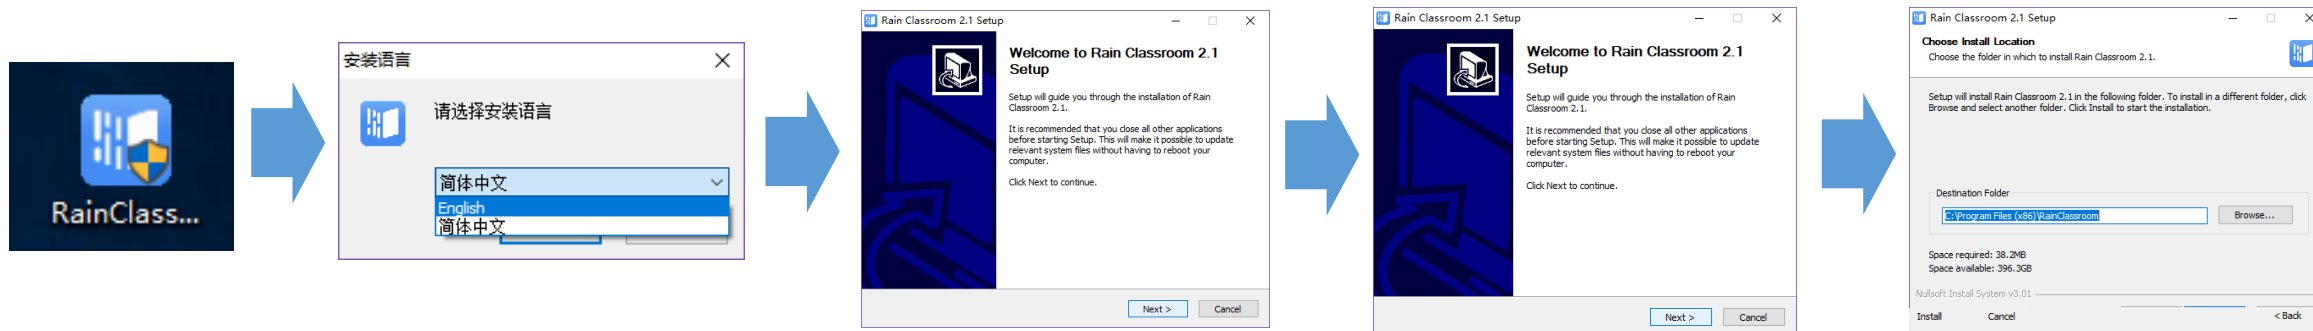 RainClass...
安装语言
请选择安装语言
简体中文
English
简体中文
Rain Classroom 2.1 Setup
Welcome to Rain Classroom 2.1
Setup
Setup will guide you through the installation of Rain
Classroom 2.1.
It is recommended that you close all other applications
before starting Setup. This will make it possible to update
relevant system files without having to reboot your
computer.
Click Next to continue.
Next >
Cancel
Rain Classroom 2.1 Setup
Welcome to Rain Classroom 2.1
Setup
Setup will guide you through the installation of Rain
Classroom 2.1.
It is recommended that you close all other applications
before starting Setup. This will make it possible to update
relevant system files without having to reboot your
computer.
Click Next to continue.
Next >
Cancel
Rain Classroom 2.1 Setup
Choose Install Location
Choose the folder in which to install Rain Classroom 2.1.
Setup will install Rain Classroom 2.1 in the following folder. To install in a different folder, click
Browse and select another folder. Click Install to start the installation.
Destination Folder
C:\Program Files (x86)\RainClassroom
Browse...
Space required: 38.2MB
Space available: 396.3GB
Nullsoft Install System v3.01
Install
Cancel
< Back